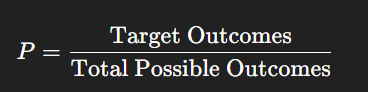 P = Target Outcomes / Total Possible Outcomes